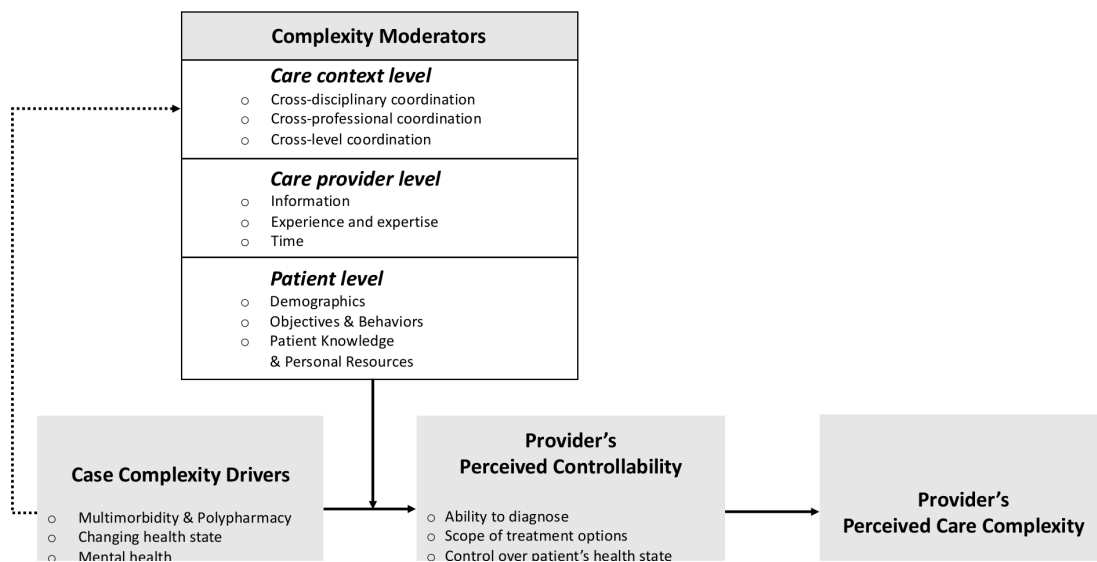 Complexity Moderators
Care context level
Cross-disciplinary coordination
Cross-professional coordination
Cross-level coordination
Care provider level
Information
Experience and expertise
Time
Patient level
Demographics
Objectives & Behaviors
Patient Knowledge
& Personal Resources
Case Complexity Drivers
Multimorbidity & Polypharmacy
Changing health state
Mental health
Provider’s
Perceived Controllability
Ability to diagnose
Scope of treatment options
Control over patient’s health state
Provider’s
Perceived Care Complexity